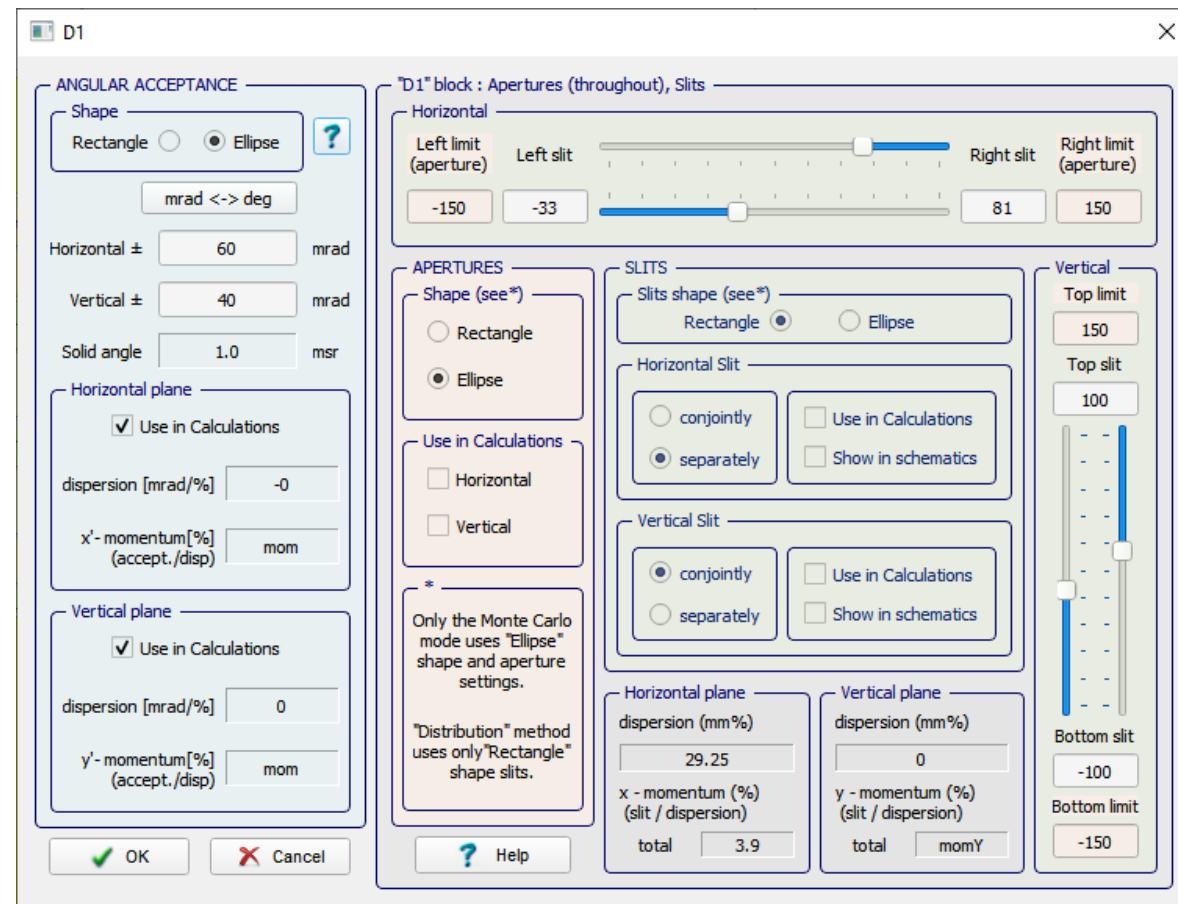 D1
ANGULAR ACCEPTANCE
Shape
Rectangle
Ellipse
?
mrad <-> deg
Horizontal ±
60
mrad
Vertical ±
40
mrad
Solid angle
1.0
msr
Horizontal plane
Use in Calculations
dispersion [mrad/%]
-0
x'- momentum[%]
(accept./disp)
mom
Vertical plane
Use in Calculations
dispersion [mrad/%]
0
y'- momentum[%]
(accept./disp)
mom
OK
Cancel
"D1" block : Apertures (throughout), Slits
Horizontal
Left limit
(aperture)
Left slit
Right slit
Right limit
(aperture)
-150
-33
81
150
APERTURES
Shape (see*)
Rectangle
Ellipse
Use in Calculations
Horizontal
Vertical
*
Only the Monte Carlo
mode uses "Ellipse"
shape and aperture
settings.
"Distribution" method
uses only"Rectangle"
shape slits.
? Help
SLITS
Slits shape (see*)
Rectangle
Ellipse
Horizontal Slit
conjointly
separately
Use in Calculations
Show in schematics
Vertical Slit
conjointly
separately
Use in Calculations
Show in schematics
Horizontal plane
dispersion (mm%)
29.25
x - momentum (%)
(slit / dispersion)
total
3.9
Vertical plane
dispersion (mm%)
0
y - momentum (%)
(slit / dispersion)
total
momY
Vertical
Top limit
150
Top slit
100
Bottom slit
-100
Bottom limit
-150